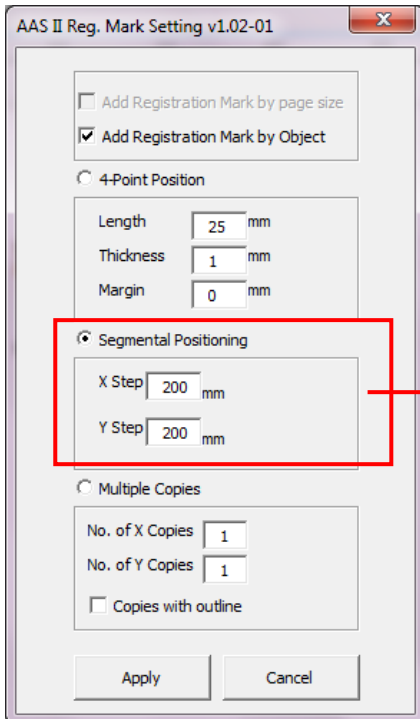 AAS II Reg. Mark Setting v1.02-01
Add Registration Mark by page size
Add Registration Mark by Object
4-Point Position
Length 25 mm
Thickness 1 mm
Margin 0 mm
Segmental Positioning
X Step 200 mm
Y Step 200 mm
Multiple Copies
No. of X Copies 1
No. of Y Copies 1
Copies with outline
Apply Cancel